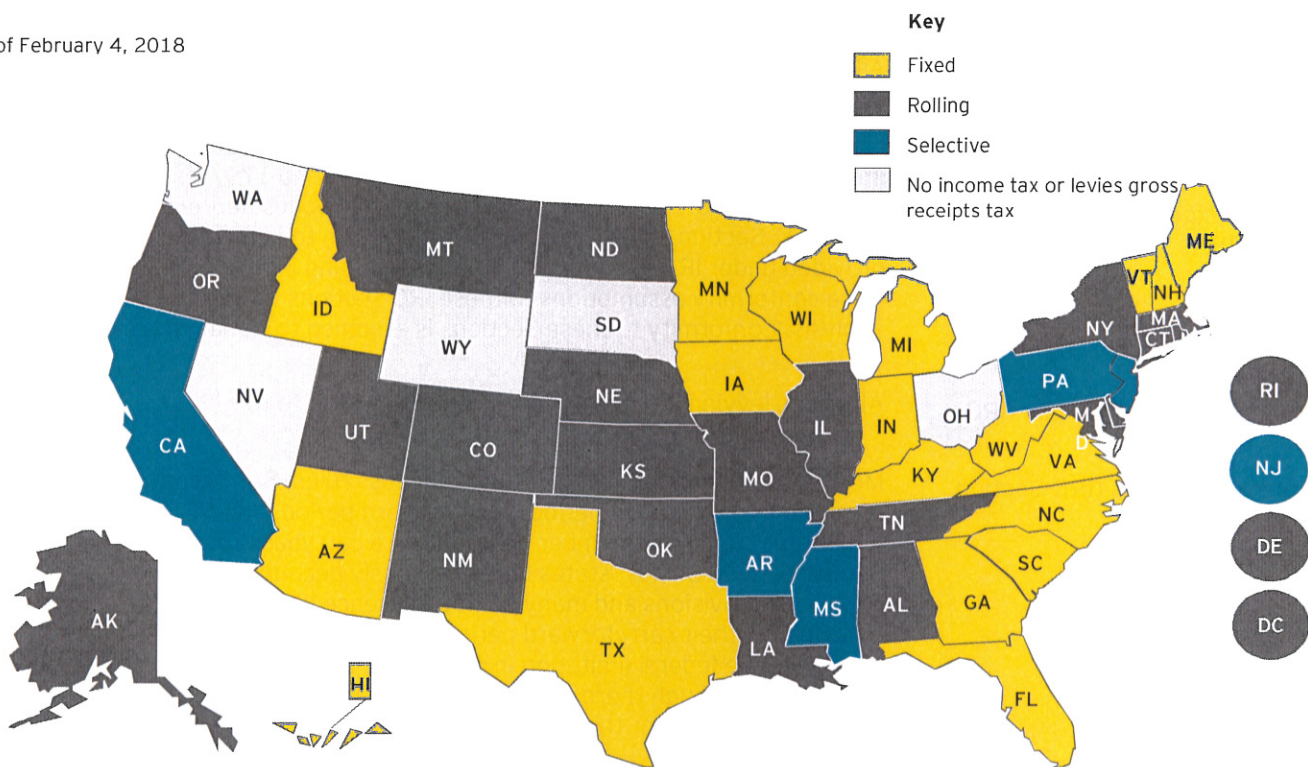 of February 4, 2018
Key
Fixed
Rolling
Selective
No income tax or levies gross
receipts tax
WA
MT
ND
MN
ME
VT
NH
OR
ID
SD
WI
MI
NY
MA
CT
WY
IA
PA
RI
NV
NE
IL
IN
OH
M
D
CA
UT
CO
KS
MO
WV
VA
KY
NJ
AZ
NM
OK
TN
NC
AR
SC
DE
MS
AL
GA
AK
TX
LA
DC
HI
FL